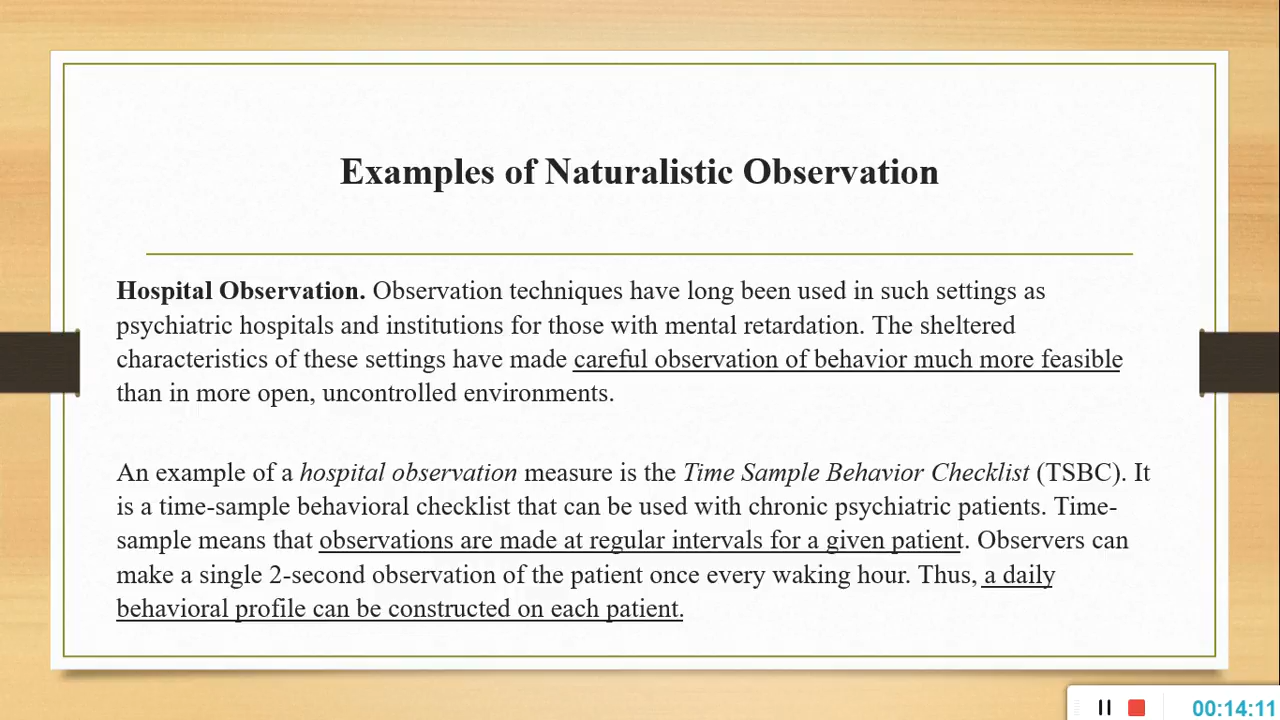 Examples of Naturalistic Observation
Hospital Observation. Observation techniques have long been used in such settings as
psychiatric hospitals and institutions for those with mental retardation. The sheltered
characteristics of these settings have made careful observation of behavior much more feasible
than in more open, uncontrolled environments.
An example of a hospital observation measure is the Time Sample Behavior Checklist (TSBC). It
is a time-sample behavioral checklist that can be used with chronic psychiatric patients. Time-
sample means that observations are made at regular intervals for a given patient. Observers can
make a single 2-second observation of the patient once every waking hour. Thus, a daily
behavioral profile can be constructed on each patient.
00:14:11